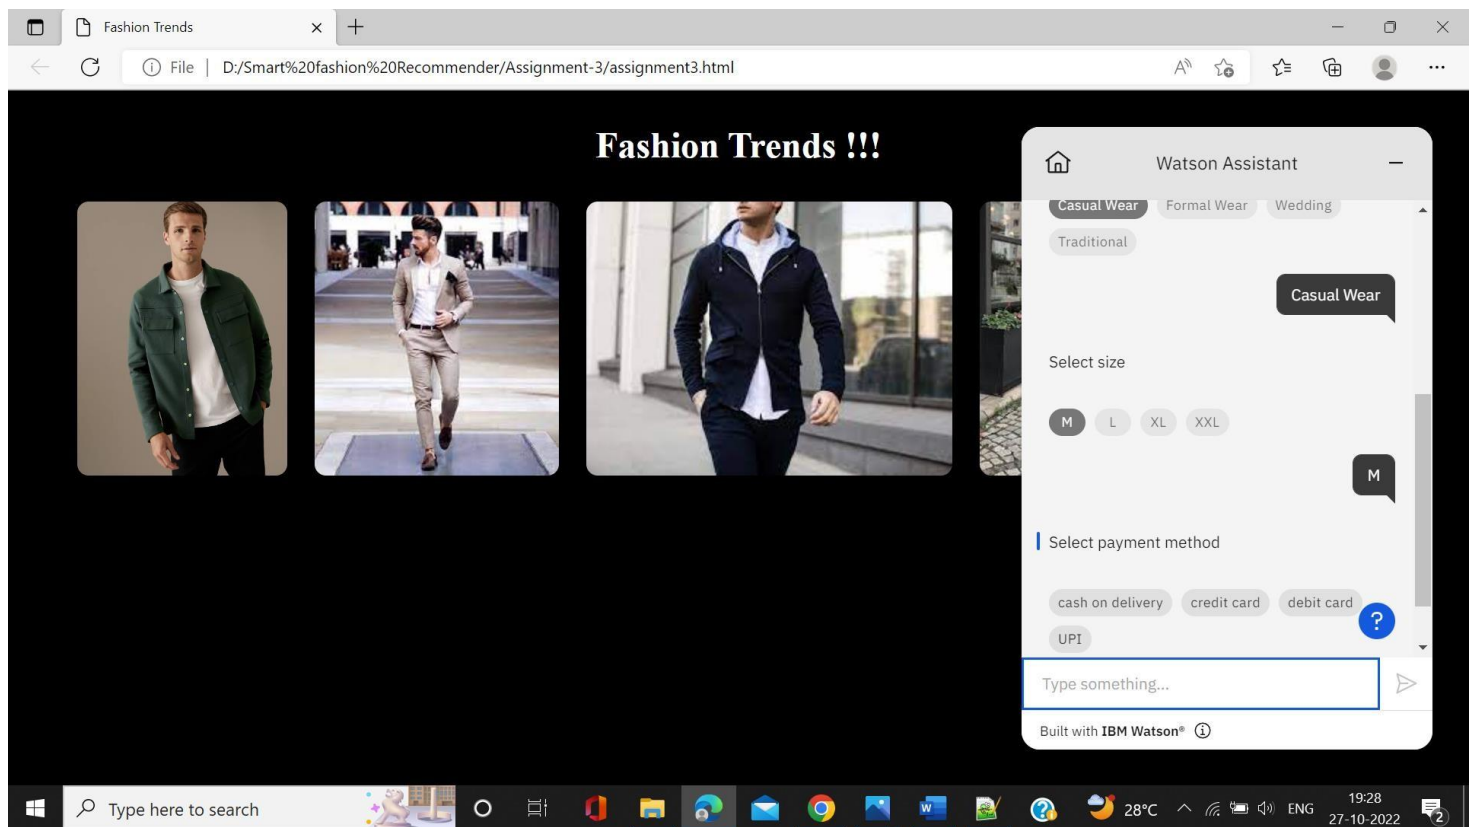 Fashion Trends
File | D:/Smart%20fashion%20Recommender/Assignment-3/assignment3.html
Fashion Trends !!!
Watson Assistant
Casual Wear Formal Wear Wedding
Traditional
Casual Wear
Select size
M L XL XXL
M
Select payment method
cash on delivery credit card debit card
?
UPI
Type something...
Built with IBM Watson®
Type here to search
28°C ENG
19:28
27-10-2022
2